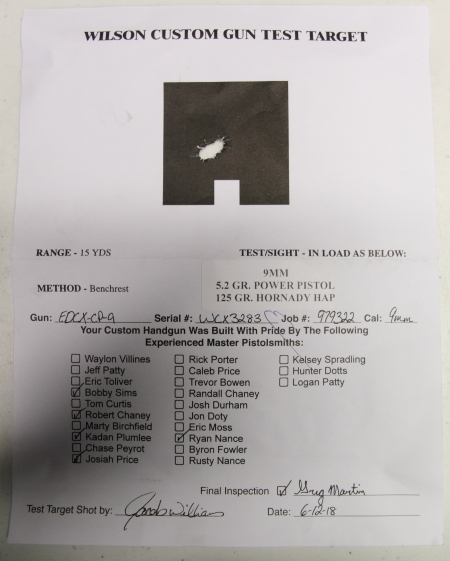 WILSON CUSTOM GUN TEST TARGET
RANGE - 15 YDS
TEST/SIGHT - IN LOAD AS BELOW:
METHOD - Benchrest
9MM
5.2 GR. POWER PISTOL
125 GR. HORNADY HAP
Gun: EDCX-CP-9 Serial #: WCX3283 Job #: 979322 Cal: 9mm
Your Custom Handgun Was Built With Pride By The Following
Experienced Master Pistolsmiths:
Waylon Villines Rick Porter Kelsey Spradling
Jeff Patty Caleb Price Hunter Dotts
Eric Toliver Trevor Bowen Logan Patty
Bobby Sims Randall Chaney
Tom Curtis Josh Durham
Robert Chaney Jon Doty
Marty Birchfield Eric Moss
Kadan Plumlee Ryan Nance
Chase Peyrot Byron Fowler
Josiah Price Rusty Nance
Final Inspection Greg Martin
Test Target Shot by: Jacob Williams Date: 6-12-18